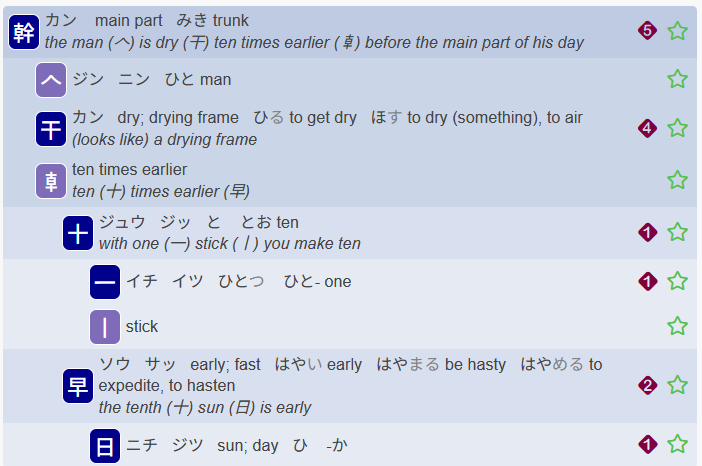 幹 カン main part みき trunk 5
the man (𠆢) is dry (干) ten times earlier (龺) before the main part of his day
𠆢 ジン ニン ひと man
干 カン dry; drying frame ひる to get dry ほす to dry (something), to air 4
(looks like) a drying frame
龺 ten times earlier
ten (十) times earlier (早)
十 ジュウ ジッ と とお ten 1
with one (一) stick (丨) you make ten
一 イチ イツ ひとつ ひと- one 1
丨 stick
早 ソウ サッ early; fast はやい early はやまる be hasty はやめる to 2
expedite, to hasten
the tenth (十) sun (日) is early
日 ニチ ジツ sun; day ひ -か 1